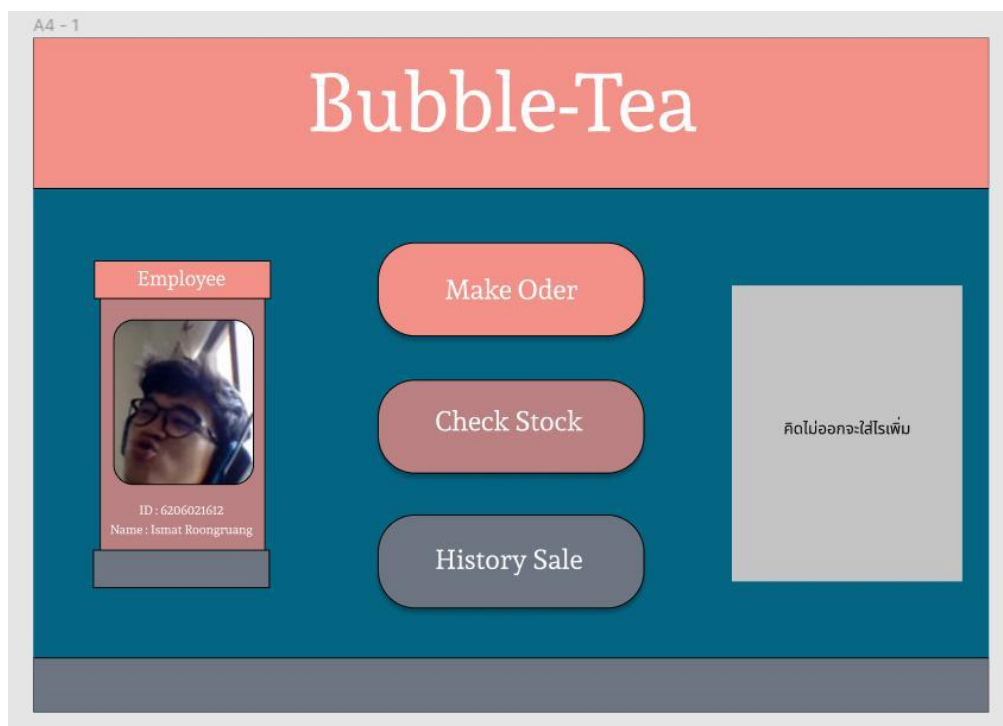 A4 - 1
Bubble-Tea
Employee
ID : 6206021612
Name : Ismat Roongruang
Make Oder
Check Stock
History Sale
คิดไม่ออกจะใส่ไรเพิ่ม